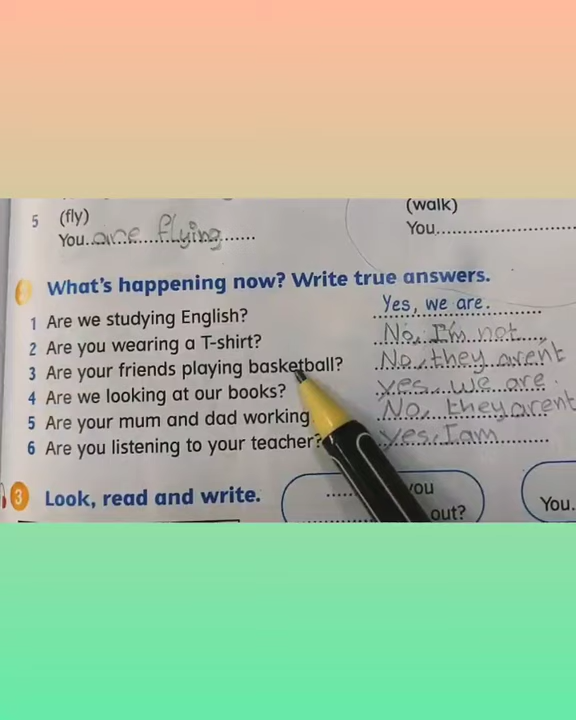 (walk)
5 (fly)
You are flying
You
What's happening now? Write true answers.
1 Are we studying English? Yes, we are.
2 Are you wearing a T-shirt? No, I'm not
3 Are your friends playing basketball? No, they arent
4 Are we looking at our books? yes, we are.
5 Are your mum and dad working No, they arent
6 Are you listening to your teacher? yes, I am
3 Look, read and write.
you
out?
You.